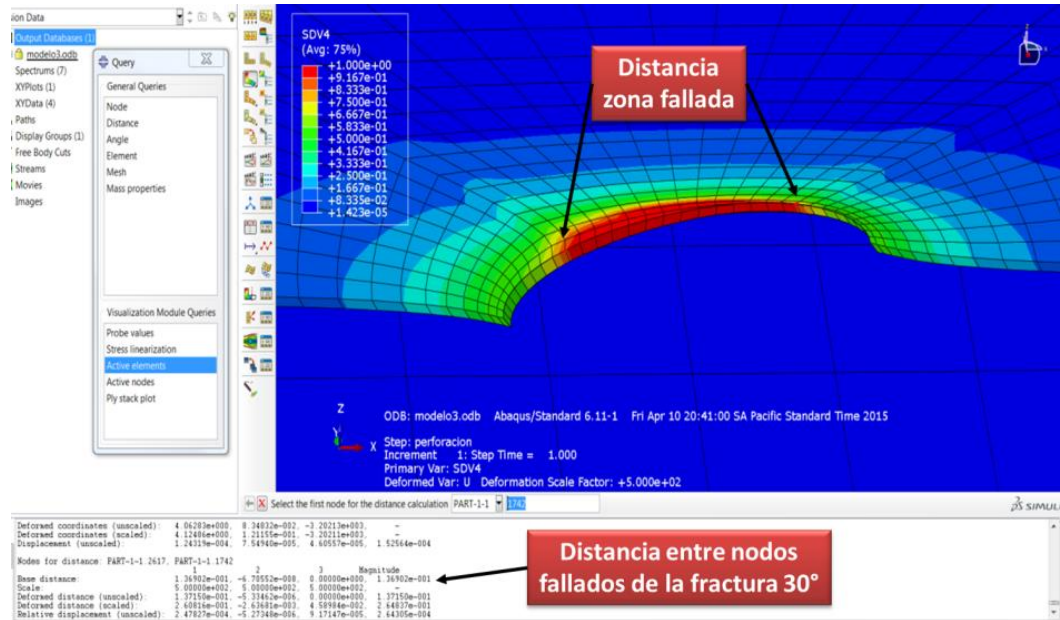 ion Data
Output Databases (1)
modelo3.odb
Spectrums (7)
XYPlots (1)
XYData (4)
Paths
Display Groups (1)
Free Body Cuts
Streams
Movies
Images
Query
General Queries
Node
Distance
Angle
Element
Mesh
Mass properties
Visualization Module Queries
Probe values
Stress linearization
Active elements
Active nodes
Ply stack plot
SDV4
(Avg: 75%)
+1.000e+00
+9.167e-01
+8.333e-01
+7.500e-01
+6.667e-01
+5.833e-01
+5.000e-01
+4.167e-01
+3.333e-01
+2.500e-01
+1.667e-01
+8.335e-02
+1.423e-05
Distancia
zona fallada
Z
Y
X
ODB: modelo3.odb Abaqus/Standard 6.11-1 Fri Apr 10 20:41:00 SA Pacific Standard Time 2015
Step: perforacion
Increment 1: Step Time = 1.000
Primary Var: SDV4
Deformed Var: U Deformation Scale Factor: +5.000e+02
Select the first node for the distance calculation PART-1-1 1742
SIMULI
Deformed coordinates (unscaled): 4.06283e+000, 8.34832e-002, -3.20213e+003, -
Deformed coordinates (scaled): 4.12486e+000, 1.21155e-001, -3.20211e+003, -
Displacement (unscaled): 1.24319e-004, 7.54940e-005, 4.60557e-005, 1.52564e-004
Nodes for distance: PART-1-1.2617, PART-1-1.1742
1 2 3 Magnitude
Base distance: 1.36902e-001, -6.70552e-008, 0.00000e+000, 1.36902e-001
Scale 5.00000e+002, 5.00000e+002, 5.00000e+002, -
Deformed distance (unscaled): 1.37150e-001, -5.33462e-006, 0.00000e+000, 1.37150e-001
Deformed distance (scaled): 2.60816e-001, -2.63681e-003, 4.58984e-002, 2.64837e-001
Relative displacement (unscaled): 2.47827e-004, -5.27348e-006, 9.17147e-005, 2.64305e-004
Distancia entre nodos
fallados de la fractura 30°